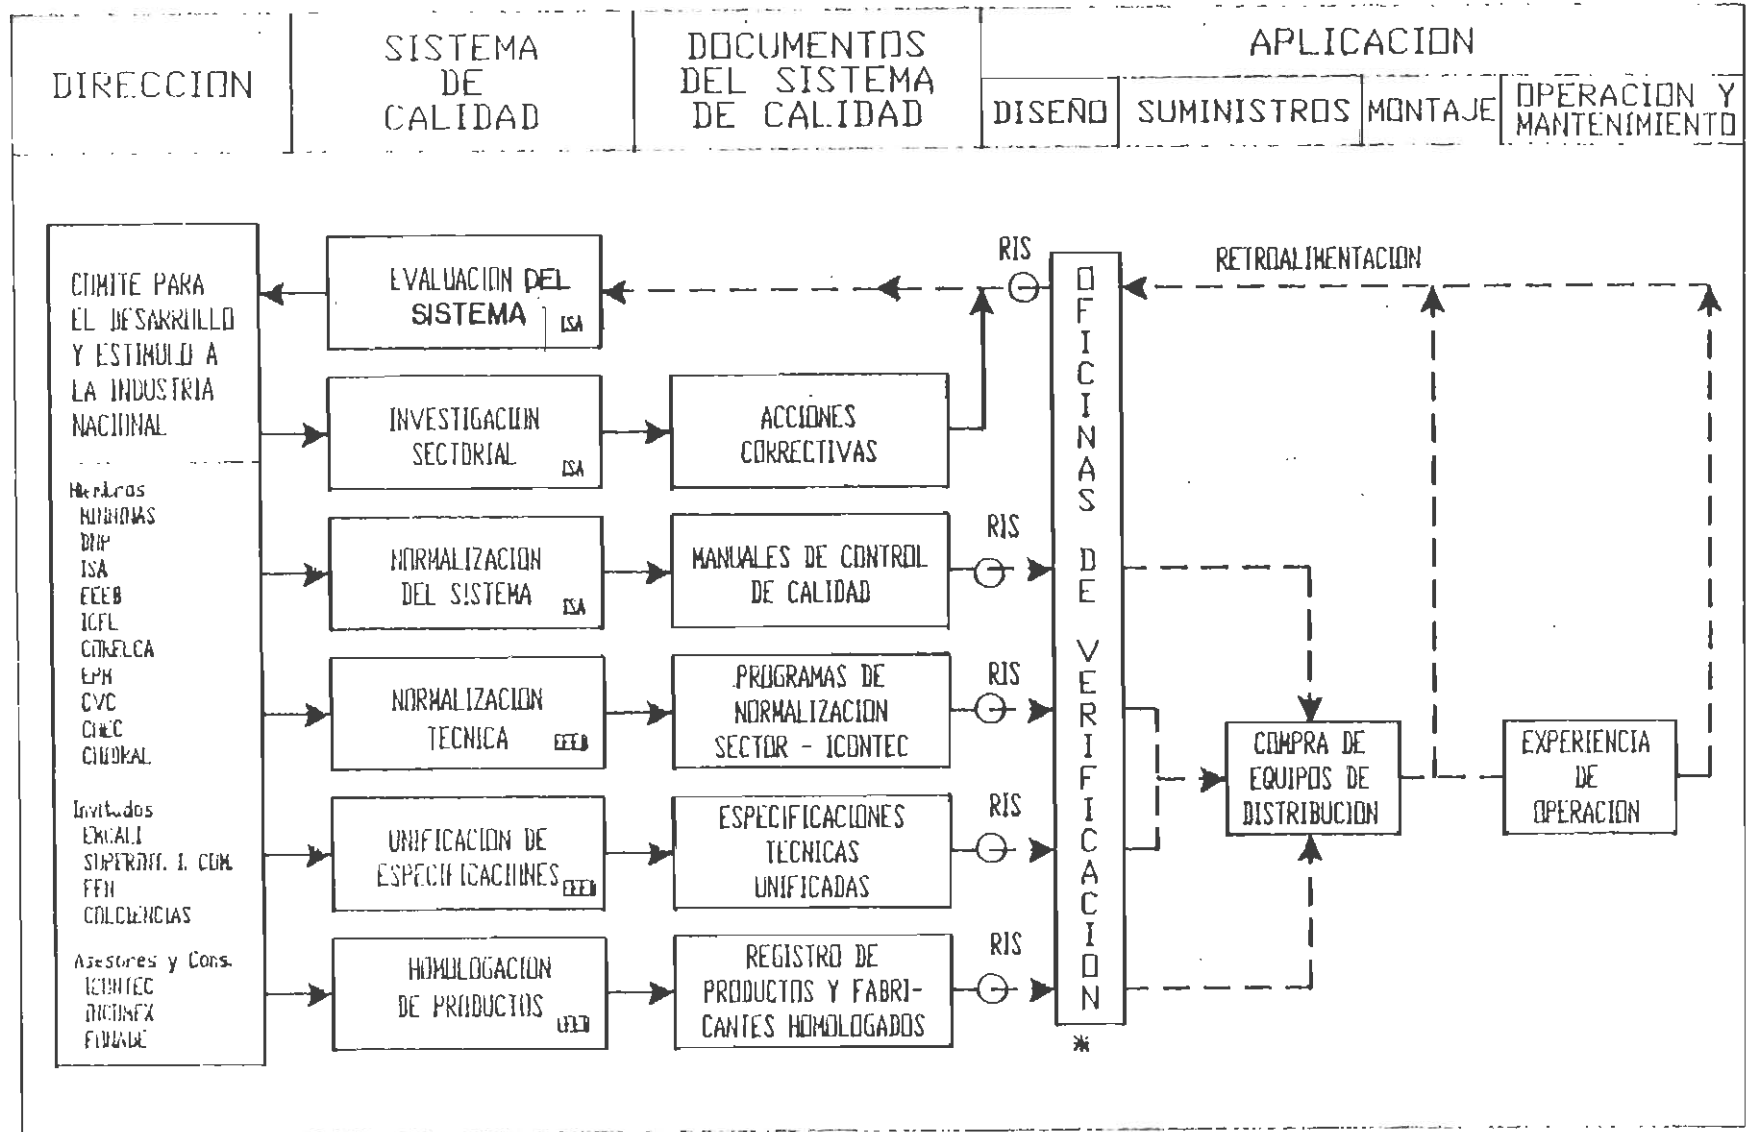 DIRECCION
SISTEMA
DE
CALIDAD
DOCUMENTOS
DEL SISTEMA
DE CALIDAD
APLICACION
DISEÑO
SUMINISTROS
MONTAJE
OPERACION Y
MANTENIMIENTO
COMITE PARA
EL DESARROLLO
Y ESTIMULO A
LA INDUSTRIA
NACIONAL
Miembros
MINMINAS
DNP
ISA
EEEB
ICEL
CORELCA
EPM
CVC
CHEC
CHIDRAL
Invitados
EMCALI
SUPERINT. I. COM.
FEN
COLCIENCIAS
Asesores y Cons.
ICONTEC
INCOMEX
FONADE
EVALUACION DEL
SISTEMA
ISA
INVESTIGACION
SECTORIAL
ISA
NORMALIZACION
DEL SISTEMA
ISA
NORMALIZACION
TECNICA
EEEB
UNIFICACION DE
ESPECIFICACIONES
EEEB
HOMOLOGACION
DE PRODUCTOS
EEEB
ACCIONES
CORRECTIVAS
MANUALES DE CONTROL
DE CALIDAD
PROGRAMAS DE
NORMALIZACION
SECTOR - ICONTEC
ESPECIFICACIONES
TECNICAS
UNIFICADAS
REGISTRO DE
PRODUCTOS Y FABRI-
CANTES HOMOLOGADOS
RIS
RIS
RIS
RIS
RIS
OFICINAS DE VERIFICACION
*
RETROALIMENTACION
COMPRA DE
EQUIPOS DE
DISTRIBUCION
EXPERIENCIA
DE
OPERACION